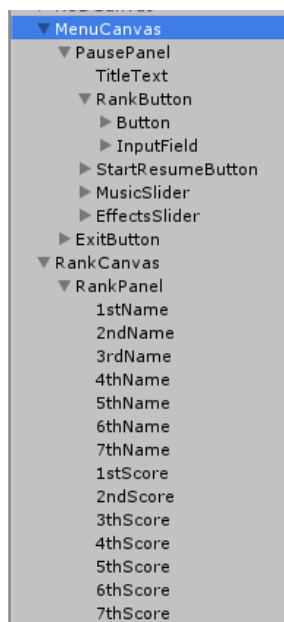 MenuCanvas
PausePanel
TitleText
RankButton
Button
InputField
StartResumeButton
MusicSlider
EffectsSlider
ExitButton
RankCanvas
RankPanel
1stName
2ndName
3rdName
4thName
5thName
6thName
7thName
1stScore
2ndScore
3thScore
4thScore
5thScore
6thScore
7thScore